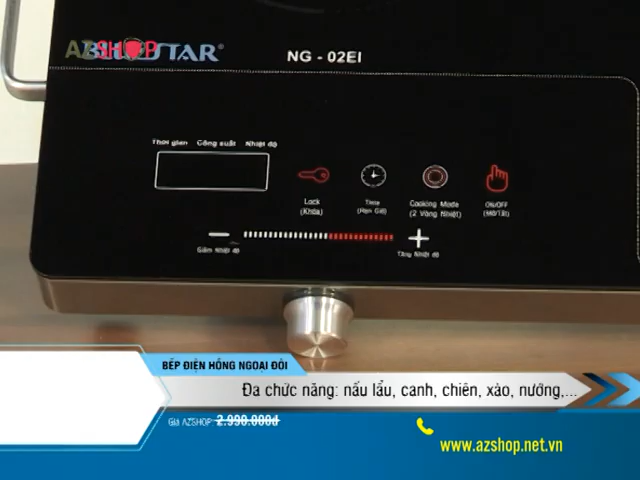 AZSHOP
STAR®
NG - 02EI
Thời gian Công suất Nhiệt độ
Lock
(Khóa)
Time
(Hẹn Giờ)
Cooking Mode
(2 Vòng Nhiệt)
ON/OFF
(Mở/Tắt)
Giảm Nhiệt độ
Tăng Nhiệt độ
BẾP ĐIỆN HỒNG NGOẠI ĐÔI
Đa chức năng: nấu lẩu, canh, chiên, xào, nướng,...
Giá AZSHOP: 2.990.000đ
www.azshop.net.vn